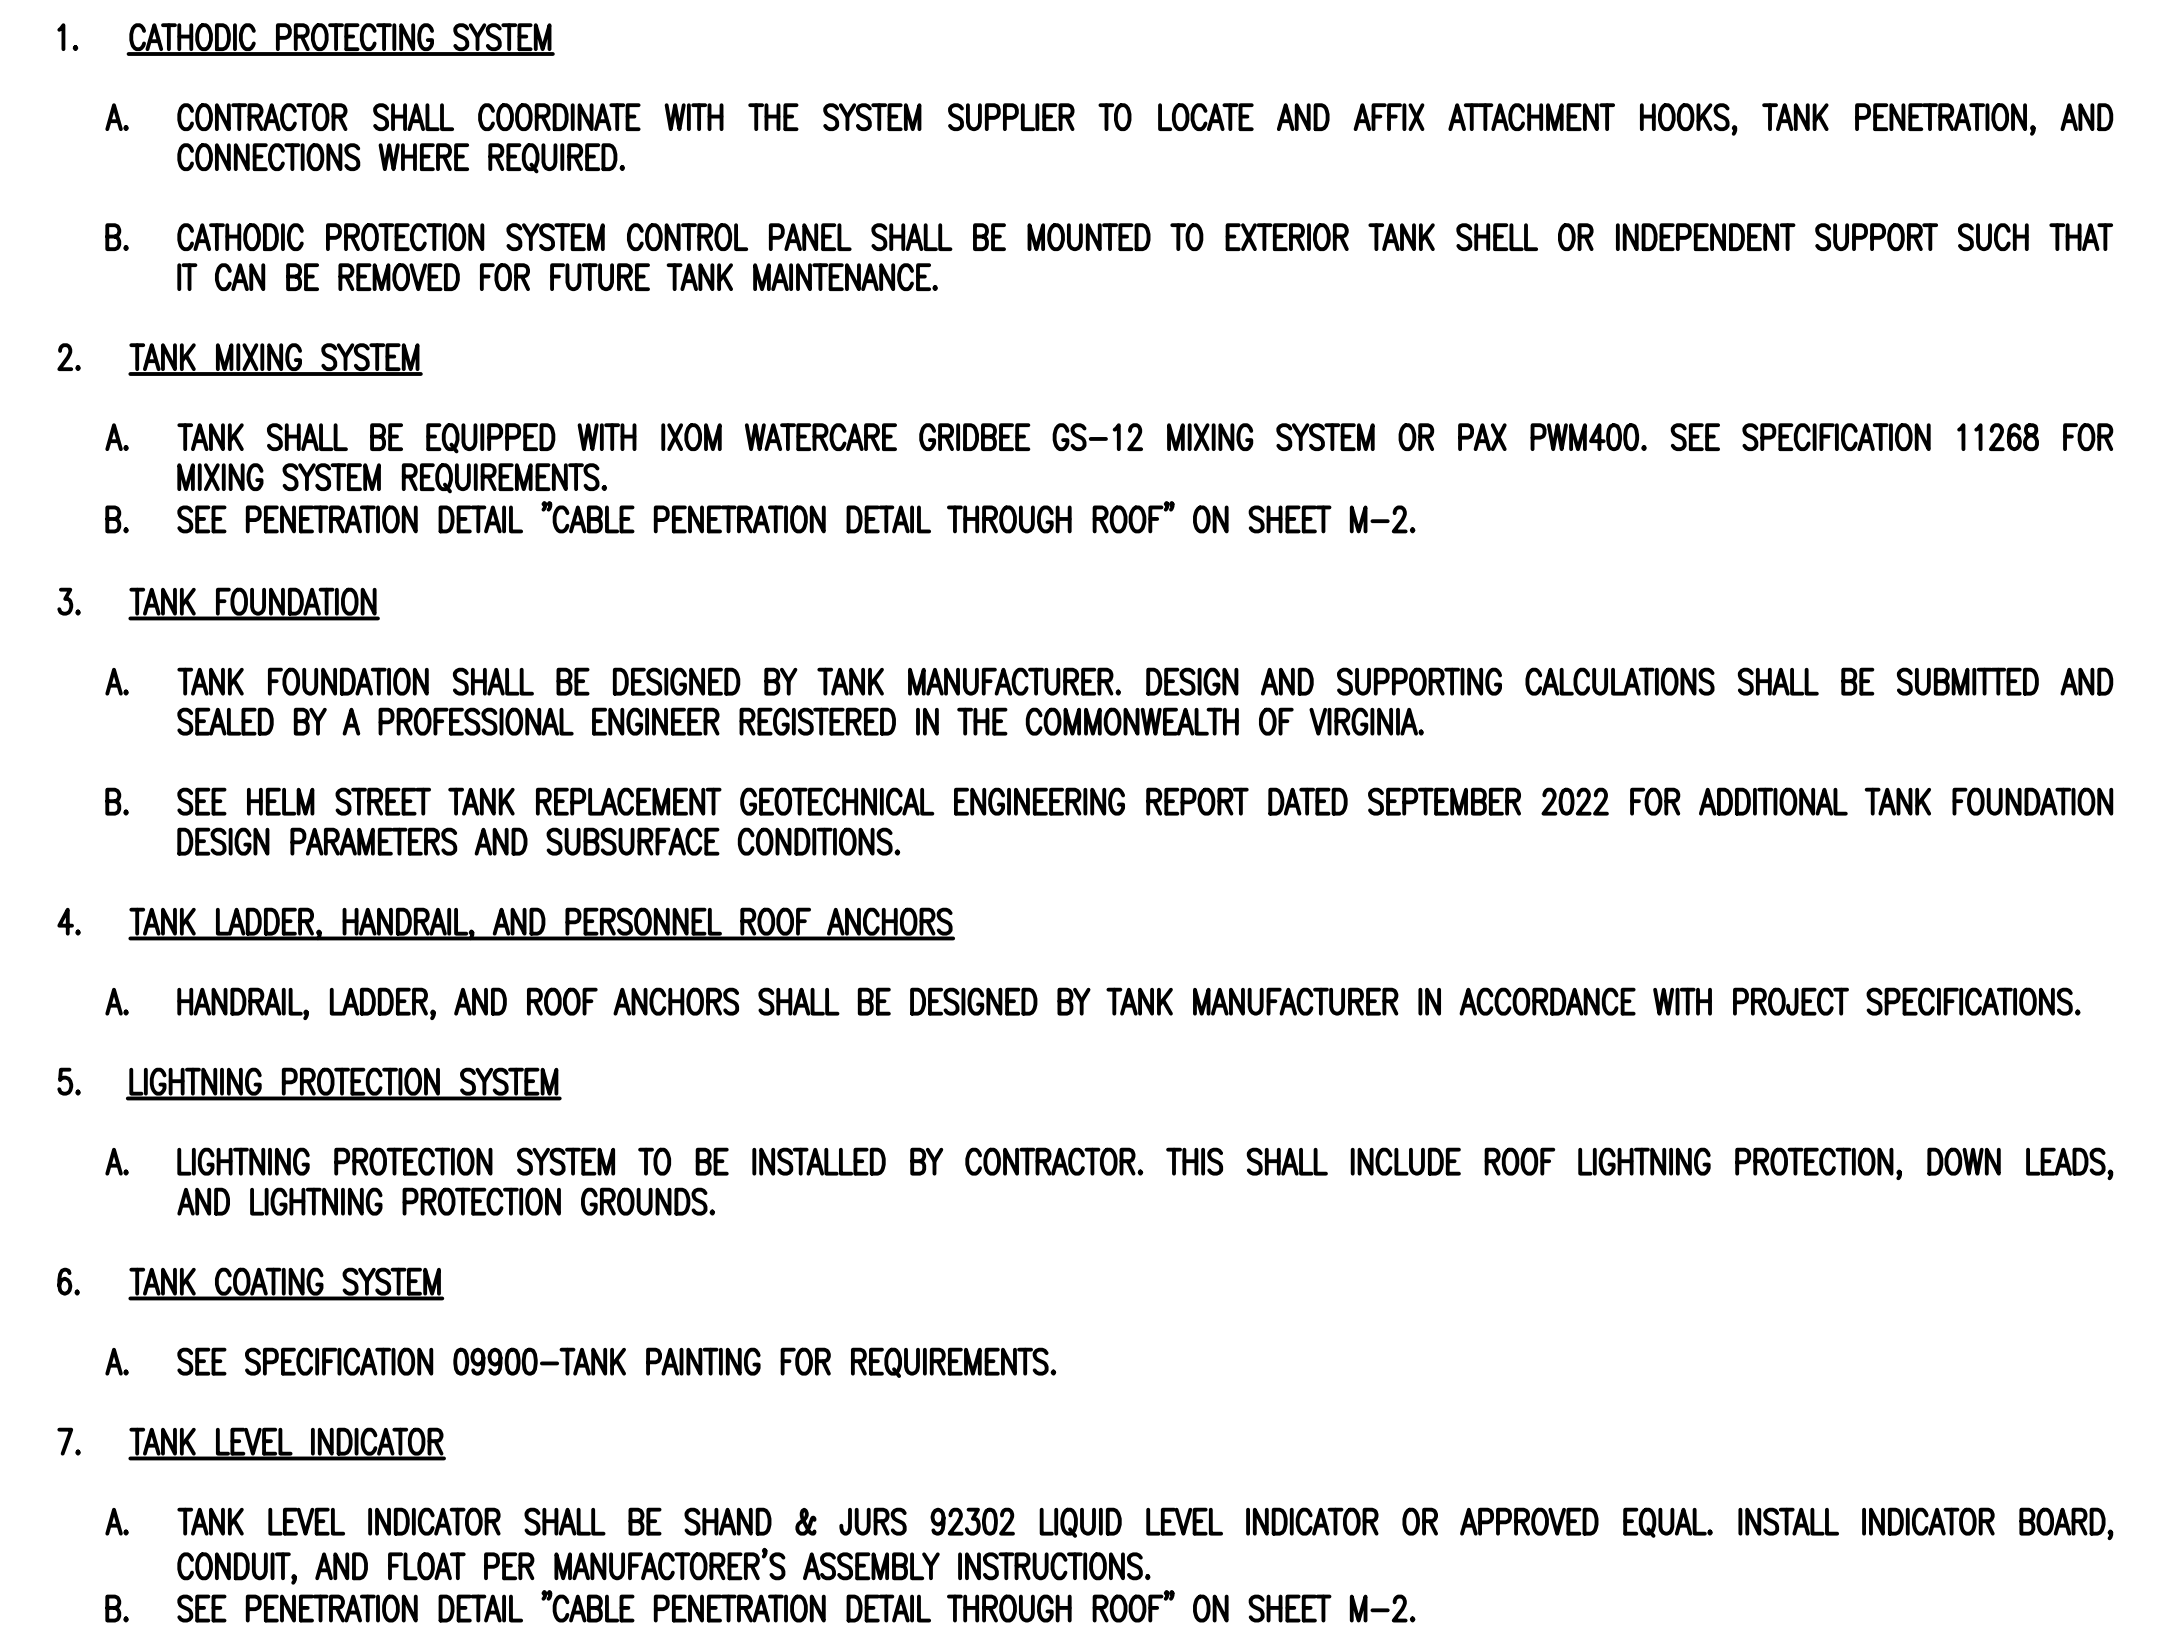 1. CATHODIC PROTECTING SYSTEM
A. CONTRACTOR SHALL COORDINATE WITH THE SYSTEM SUPPLIER TO LOCATE AND AFFIX ATTACHMENT HOOKS, TANK PENETRATION, AND
CONNECTIONS WHERE REQUIRED.
B. CATHODIC PROTECTION SYSTEM CONTROL PANEL SHALL BE MOUNTED TO EXTERIOR TANK SHELL OR INDEPENDENT SUPPORT SUCH THAT
IT CAN BE REMOVED FOR FUTURE TANK MAINTENANCE.
2. TANK MIXING SYSTEM
A. TANK SHALL BE EQUIPPED WITH IXOM WATERCARE GRIDBEE GS-12 MIXING SYSTEM OR PAX PWM400. SEE SPECIFICATION 11268 FOR
MIXING SYSTEM REQUIREMENTS.
B. SEE PENETRATION DETAIL "CABLE PENETRATION DETAIL THROUGH ROOF" ON SHEET M-2.
3. TANK FOUNDATION
A. TANK FOUNDATION SHALL BE DESIGNED BY TANK MANUFACTURER. DESIGN AND SUPPORTING CALCULATIONS SHALL BE SUBMITTED AND
SEALED BY A PROFESSIONAL ENGINEER REGISTERED IN THE COMMONWEALTH OF VIRGINIA.
B. SEE HELM STREET TANK REPLACEMENT GEOTECHNICAL ENGINEERING REPORT DATED SEPTEMBER 2022 FOR ADDITIONAL TANK FOUNDATION
DESIGN PARAMETERS AND SUBSURFACE CONDITIONS.
4. TANK LADDER, HANDRAIL, AND PERSONNEL ROOF ANCHORS
A. HANDRAIL, LADDER, AND ROOF ANCHORS SHALL BE DESIGNED BY TANK MANUFACTURER IN ACCORDANCE WITH PROJECT SPECIFICATIONS.
5. LIGHTNING PROTECTION SYSTEM
A. LIGHTNING PROTECTION SYSTEM TO BE INSTALLED BY CONTRACTOR. THIS SHALL INCLUDE ROOF LIGHTNING PROTECTION, DOWN LEADS,
AND LIGHTNING PROTECTION GROUNDS.
6. TANK COATING SYSTEM
A. SEE SPECIFICATION 09900-TANK PAINTING FOR REQUIREMENTS.
7. TANK LEVEL INDICATOR
A. TANK LEVEL INDICATOR SHALL BE SHAND & JURS 92302 LIQUID LEVEL INDICATOR OR APPROVED EQUAL. INSTALL INDICATOR BOARD,
CONDUIT, AND FLOAT PER MANUFACTORER'S ASSEMBLY INSTRUCTIONS.
B. SEE PENETRATION DETAIL "CABLE PENETRATION DETAIL THROUGH ROOF" ON SHEET M-2.